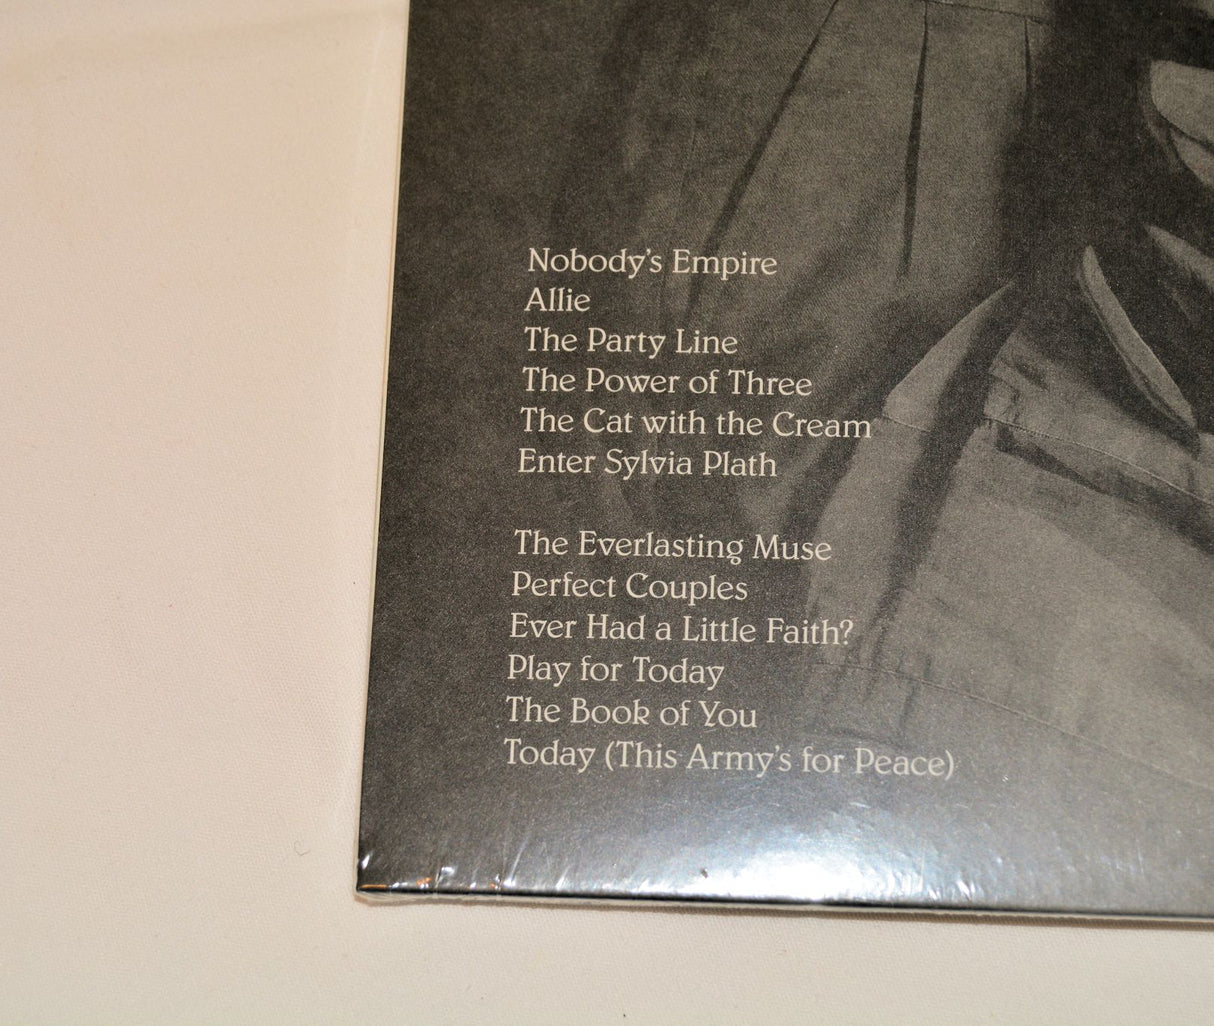 Nobody's Empire
Allie
The Party Line
The Power of Three
The Cat with the Cream
Enter Sylvia Plath
The Everlasting Muse
Perfect Couples
Ever Had a Little Faith?
Play for Today
The Book of You
Today (This Army's for Peace)